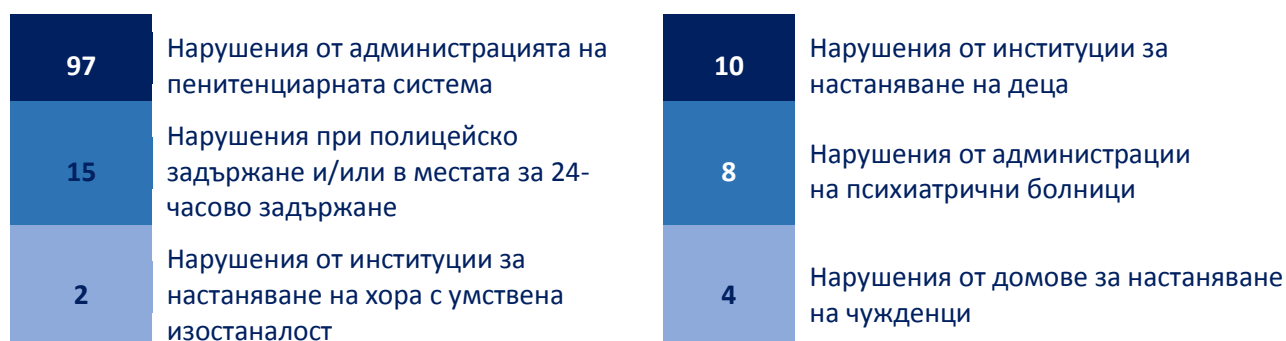 97
Нарушения от администрацията на
пенитенциарната система
15
Нарушения при полицейско
задържане и/или в местата за 24-
часово задържане
2
Нарушения от институции за
настаняване на хора с умствена
изостаналост
10
Нарушения от институции за
настаняване на деца
8
Нарушения от администрации
на психиатрични болници
4
Нарушения от домове за настаняване
на чужденци